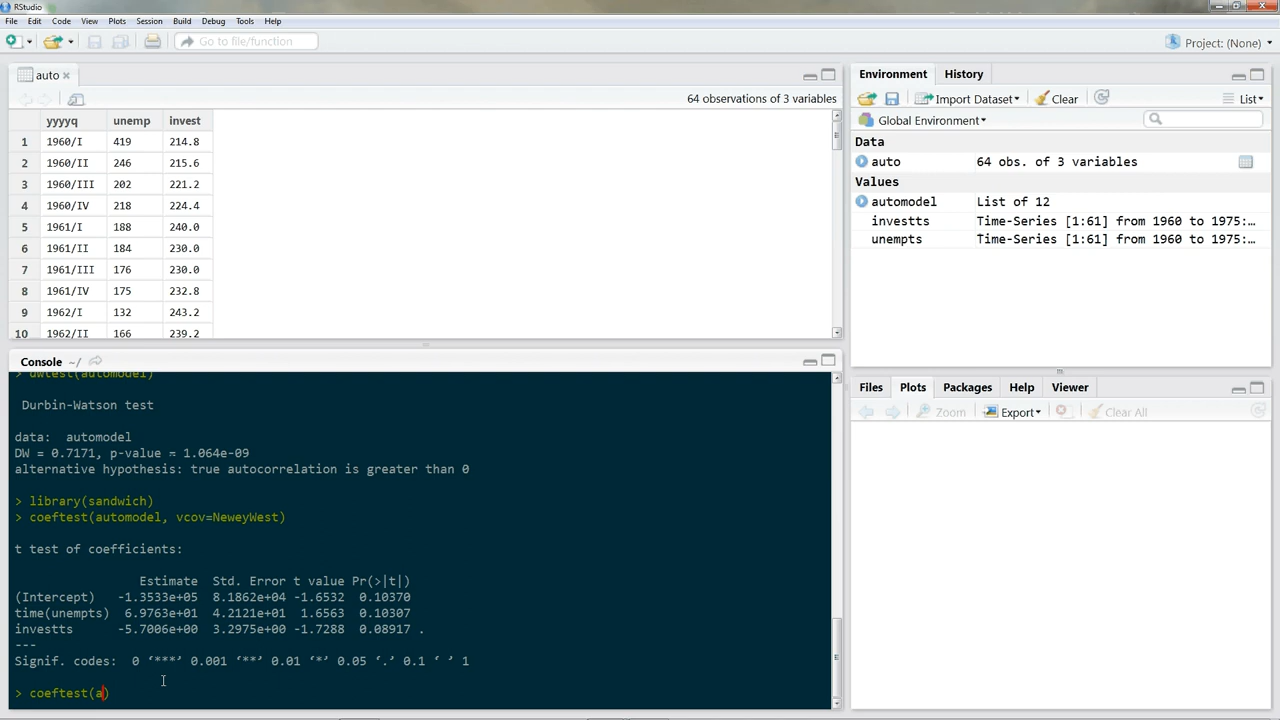 RStudio
File Edit Code View Plots Session Build Debug Tools Help
Go to file/function
Project: (None)
auto
64 observations of 3 variables
yyyyq unemp invest
1 1960/I 419 214.8
2 1960/II 246 215.6
3 1960/III 202 221.2
4 1960/IV 218 224.4
5 1961/I 188 240.0
6 1961/II 184 230.0
7 1961/III 176 230.0
8 1961/IV 175 232.8
9 1962/I 132 243.2
10 1962/II 166 239.2
Environment History
Import Dataset Clear List
Global Environment
Data
auto 64 obs. of 3 variables
Values
automodel List of 12
investts Time-Series [1:61] from 1960 to 1975:…
unempts Time-Series [1:61] from 1960 to 1975:…
Console ~/
> dwtest(automodel)
Durbin-Watson test
data: automodel
DW = 0.7171, p-value = 1.064e-09
alternative hypothesis: true autocorrelation is greater than 0
> library(sandwich)
> coeftest(automodel, vcov=NeweyWest)
t test of coefficients:
Estimate Std. Error t value Pr(>|t|)
(Intercept) -1.3533e+05 8.1862e+04 -1.6532 0.10370
time(unempts) 6.9763e+01 4.2121e+01 1.6563 0.10307
investts -5.7006e+00 3.2975e+00 -1.7288 0.08917 .
---
Signif. codes: 0 ‘***’ 0.001 ‘**’ 0.01 ‘*’ 0.05 ‘.’ 0.1 ‘ ’ 1
> coeftest(a)
Files Plots Packages Help Viewer
Zoom Export Clear All